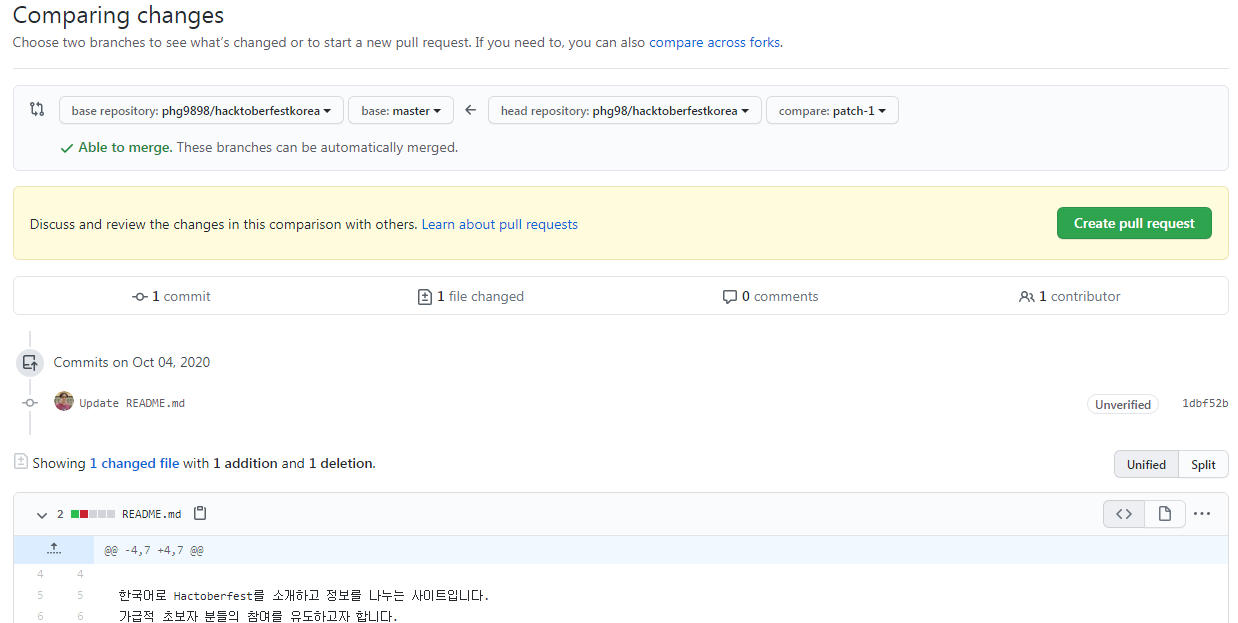 Comparing changes
Choose two branches to see what's changed or to start a new pull request. If you need to, you can also compare across forks.
base repository: phg9898/hacktoberfestkorea base: master head repository: phg98/hacktoberfestkorea compare: patch-1
Able to merge. These branches can be automatically merged.
Discuss and review the changes in this comparison with others. Learn about pull requests Create pull request
1 commit 1 file changed 0 comments 1 contributor
Commits on Oct 04, 2020
Update README.md Unverified 1dbf52b
Showing 1 changed file with 1 addition and 1 deletion. Unified Split
2 README.md
@@ -4,7 +4,7 @@
4 4
5 5 한국어로 Hactoberfest를 소개하고 정보를 나누는 사이트입니다.
6 6 가급적 초보자 분들의 참여를 유도하고자 합니다.